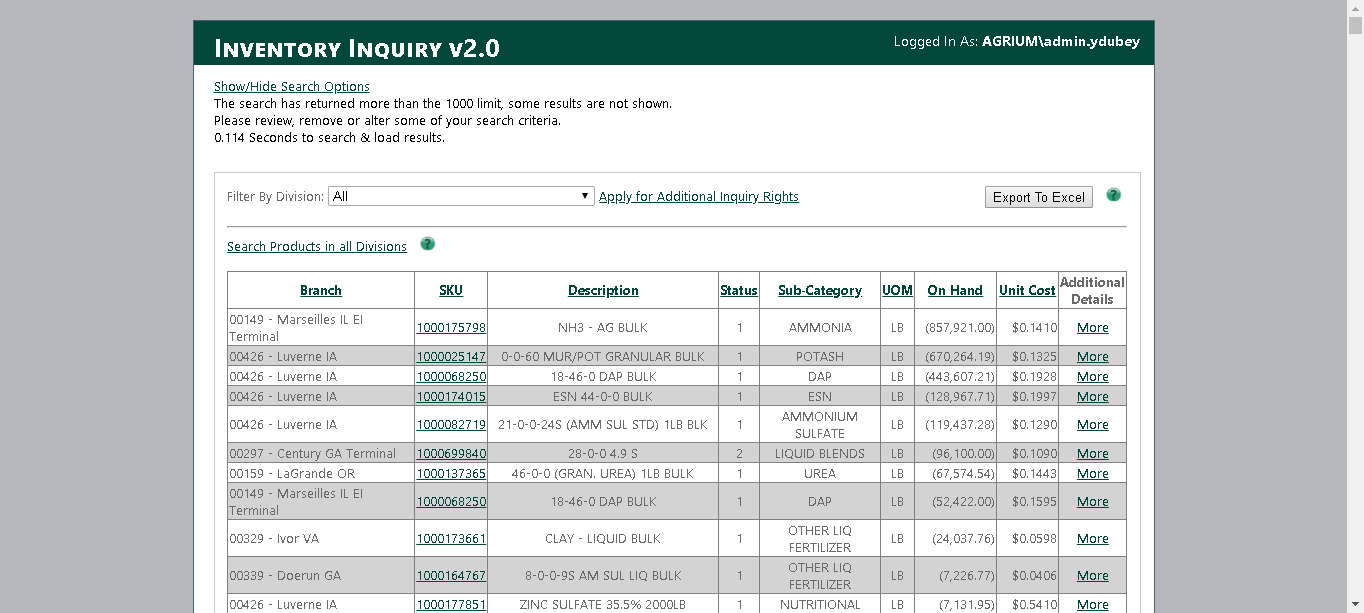 Inventory Inquiry v2.0
Logged In As: AGRIUM\admin.ydubey
Show/Hide Search Options
The search has returned more than the 1000 limit, some results are not shown.
Please review, remove or alter some of your search criteria.
0.114 Seconds to search & load results.
Filter By Division: All Apply for Additional Inquiry Rights Export To Excel ?
Search Products in all Divisions ?
Branch SKU Description Status Sub-Category UOM On Hand Unit Cost Additional Details
00149 - Marseilles IL EI Terminal 1000175798 NH3 - AG BULK 1 AMMONIA LB (857,921.00) $0.1410 More
00426 - Luverne IA 1000025147 0-0-60 MUR/POT GRANULAR BULK 1 POTASH LB (670,264.19) $0.1325 More
00426 - Luverne IA 1000068250 18-46-0 DAP BULK 1 DAP LB (443,607.21) $0.1928 More
00426 - Luverne IA 1000174015 ESN 44-0-0 BULK 1 ESN LB (128,967.71) $0.1997 More
00426 - Luverne IA 1000082719 21-0-0-24S (AMM SUL STD) 1LB BLK 1 AMMONIUM SULFATE LB (119,437.28) $0.1290 More
00297 - Century GA Terminal 1000699840 28-0-0 4.9 S 2 LIQUID BLENDS LB (96,100.00) $0.1090 More
00159 - LaGrande OR 1000137365 46-0-0 (GRAN. UREA) 1LB BULK 1 UREA LB (67,574.54) $0.1443 More
00149 - Marseilles IL EI Terminal 1000068250 18-46-0 DAP BULK 1 DAP LB (52,422.00) $0.1595 More
00329 - Ivor VA 1000173661 CLAY - LIQUID BULK 1 OTHER LIQ FERTILIZER LB (24,037.76) $0.0598 More
00339 - Doerun GA 1000164767 8-0-0-9S AM SUL LIQ BULK 1 OTHER LIQ FERTILIZER LB (7,226.77) $0.0406 More
00426 - Luverne IA 1000177851 ZINC SULFATE 35.5% 2000LB 1 NUTRITIONAL LB (7,131.95) $0.5410 More